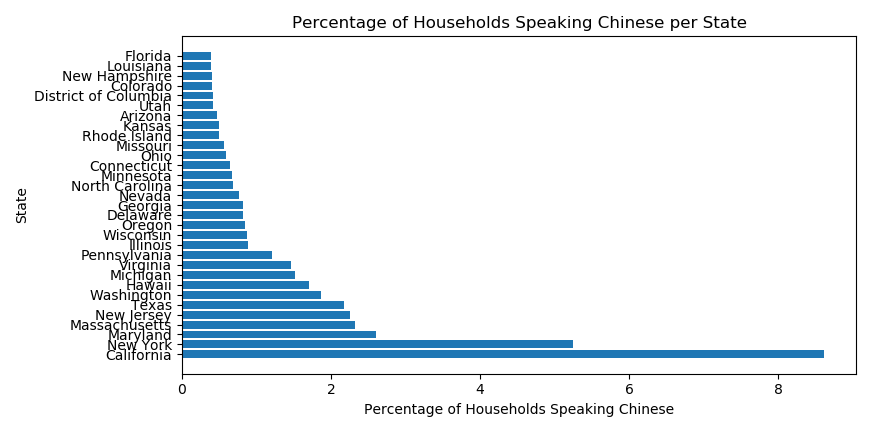 Percentage of Households Speaking Chinese per State
Florida
Louisiana
New Hampshire
Colorado
District of Columbia
Utah
Arizona
Kansas
Rhode Island
Missouri
Ohio
Connecticut
Minnesota
North Carolina
Nevada
Georgia
Delaware
Oregon
Wisconsin
Illinois
Pennsylvania
Virginia
Michigan
Hawaii
Washington
Texas
New Jersey
Massachusetts
Maryland
New York
California
State
0 2 4 6 8
Percentage of Households Speaking Chinese